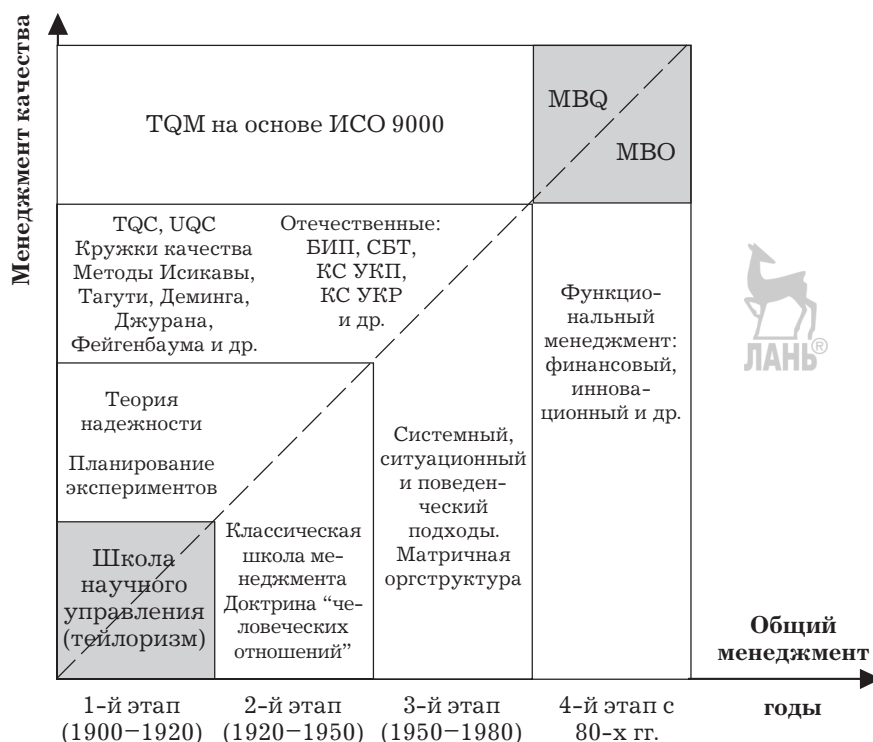 Менеджмент качества
TQM на основе ИСО 9000
MBQ
MBO
TQC, UQC
Кружки качества
Методы Исикавы,
Тагути, Деминга,
Джурана,
Фейгенбаума и др.
Отечественные:
БИП, СБТ,
КС УКП,
КС УКР
и др.
Функцио-
нальный
менеджмент:
финансовый,
иннова-
ционный и др.
ЛАНЬ®
Теория
надежности
Планирование
экспериментов
Системный,
ситуационный
и поведен-
ческий
подходы.
Матричная
оргструктура
Школа
научного
управления
(тейлоризм)
Классическая
школа ме-
неджмента
Доктрина “че-
ловеческих
отношений”
Общий
менеджмент
1-й этап
(1900–1920)
2-й этап
(1920–1950)
3-й этап
(1950–1980)
4-й этап с
80-х гг.
годы